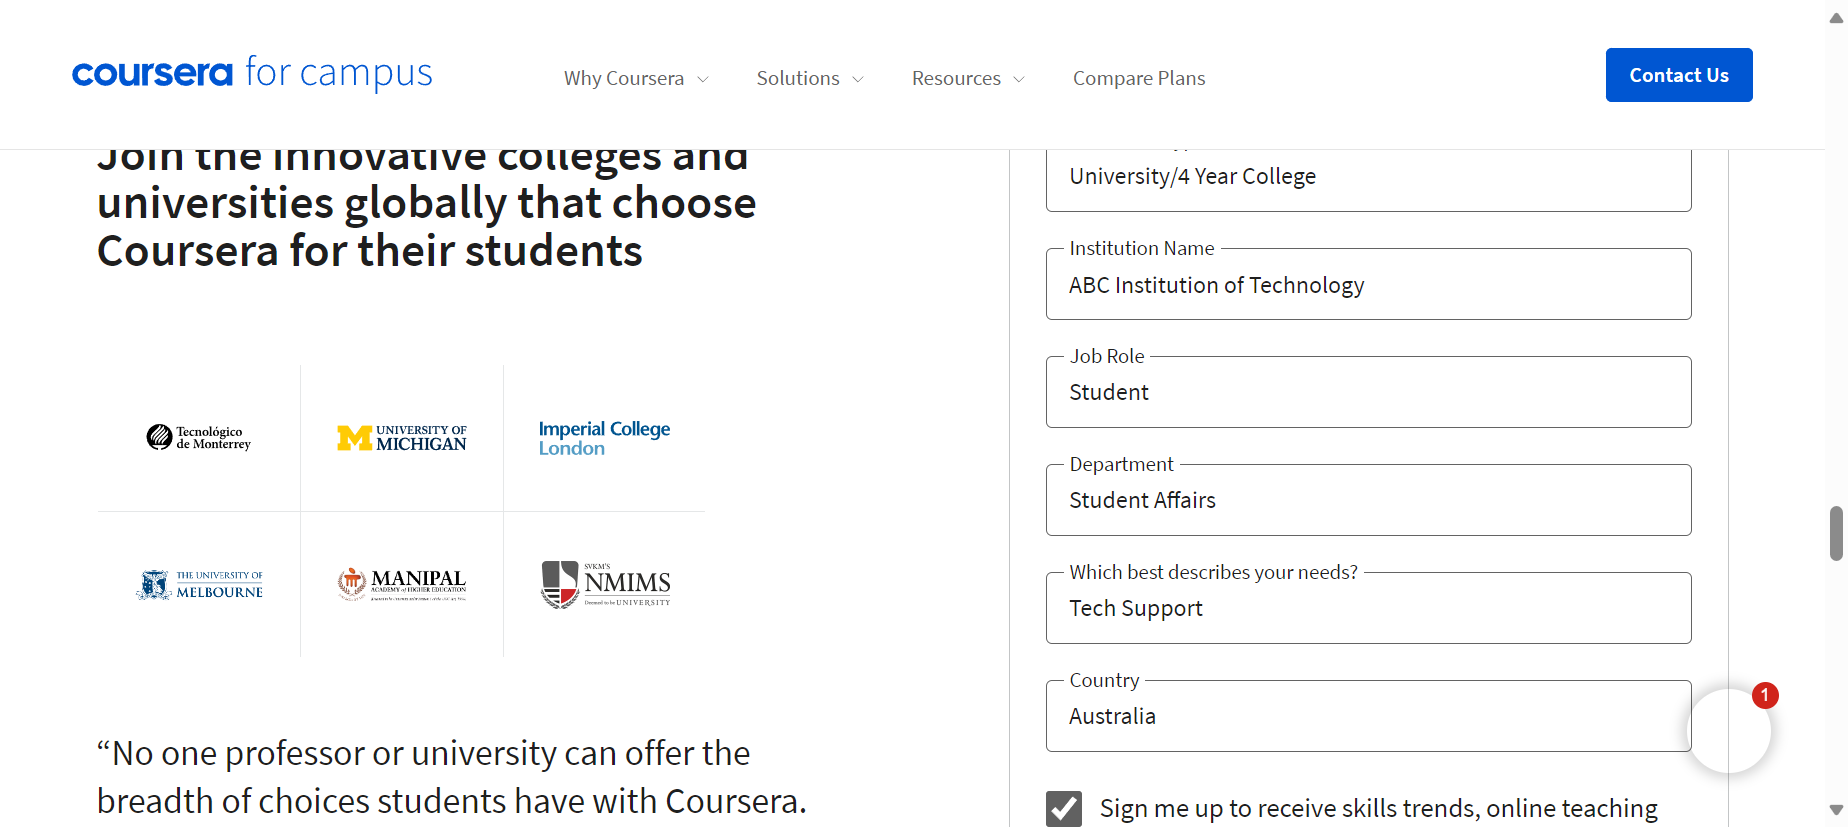 coursera for campus
Why Coursera
Solutions
Resources
Compare Plans
Contact Us
Join the innovative colleges and
universities globally that choose
Coursera for their students
Tecnológico
de Monterrey
UNIVERSITY OF
MICHIGAN
Imperial College
London
THE UNIVERSITY OF
MELBOURNE
MANIPAL
ACADEMY of HIGHER EDUCATION
SVKM'S
NMIMS
Deemed to be UNIVERSITY
“No one professor or university can offer the
breadth of choices students have with Coursera.
University/4 Year College
Institution Name
ABC Institution of Technology
Job Role
Student
Department
Student Affairs
Which best describes your needs?
Tech Support
Country
Australia
1
Sign me up to receive skills trends, online teaching